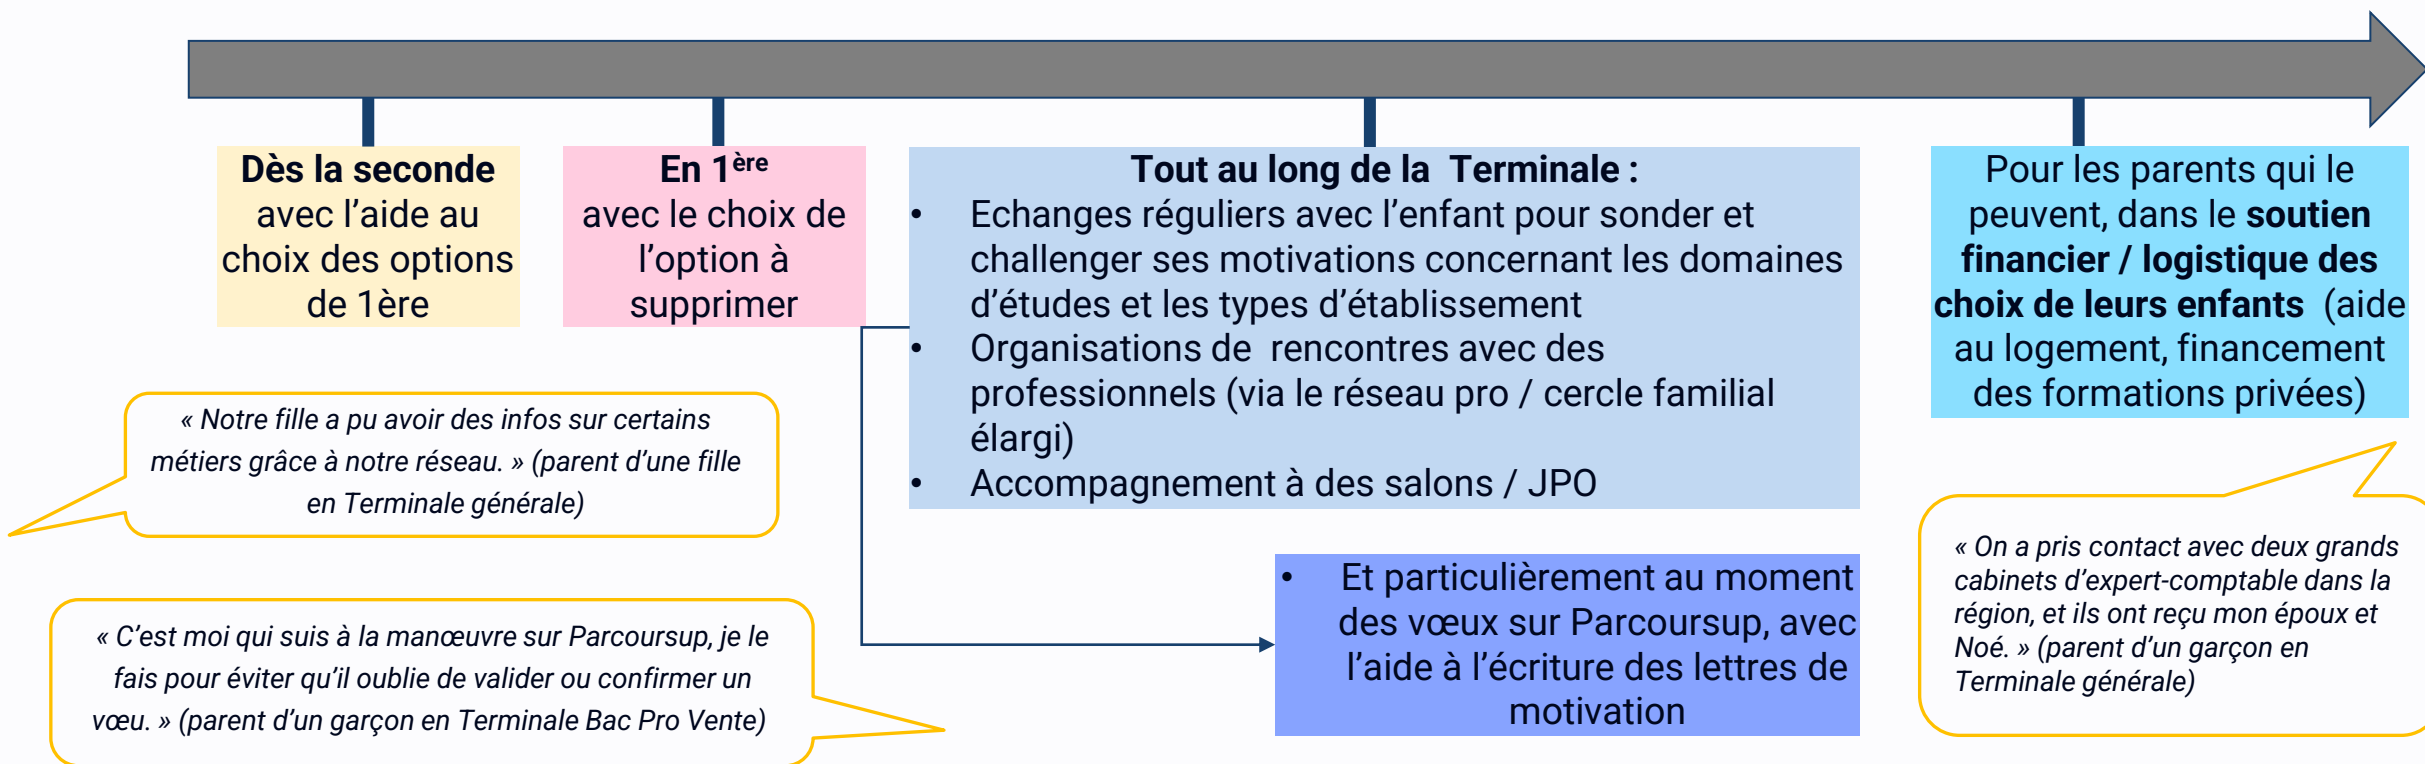 Dès la seconde
avec l’aide au
choix des options
de 1ère
En 1ère
avec le choix de
l’option à
supprimer
Tout au long de la Terminale :
• Echanges réguliers avec l’enfant pour sonder et
challenger ses motivations concernant les domaines
d’études et les types d’établissement
• Organisations de rencontres avec des
professionnels (via le réseau pro / cercle familial
élargi)
• Accompagnement à des salons / JPO
Pour les parents qui le
peuvent, dans le soutien
financier / logistique des
choix de leurs enfants (aide
au logement, financement
des formations privées)
« Notre fille a pu avoir des infos sur certains
métiers grâce à notre réseau. » (parent d’une fille
en Terminale générale)
« C’est moi qui suis à la manœuvre sur Parcoursup, je le
fais pour éviter qu’il oublie de valider ou confirmer un
vœu. » (parent d’un garçon en Terminale Bac Pro Vente)
• Et particulièrement au moment
des vœux sur Parcoursup, avec
l’aide à l’écriture des lettres de
motivation
« On a pris contact avec deux grands
cabinets d’expert-comptable dans la
région, et ils ont reçu mon époux et
Noé. » (parent d’un garçon en
Terminale générale)